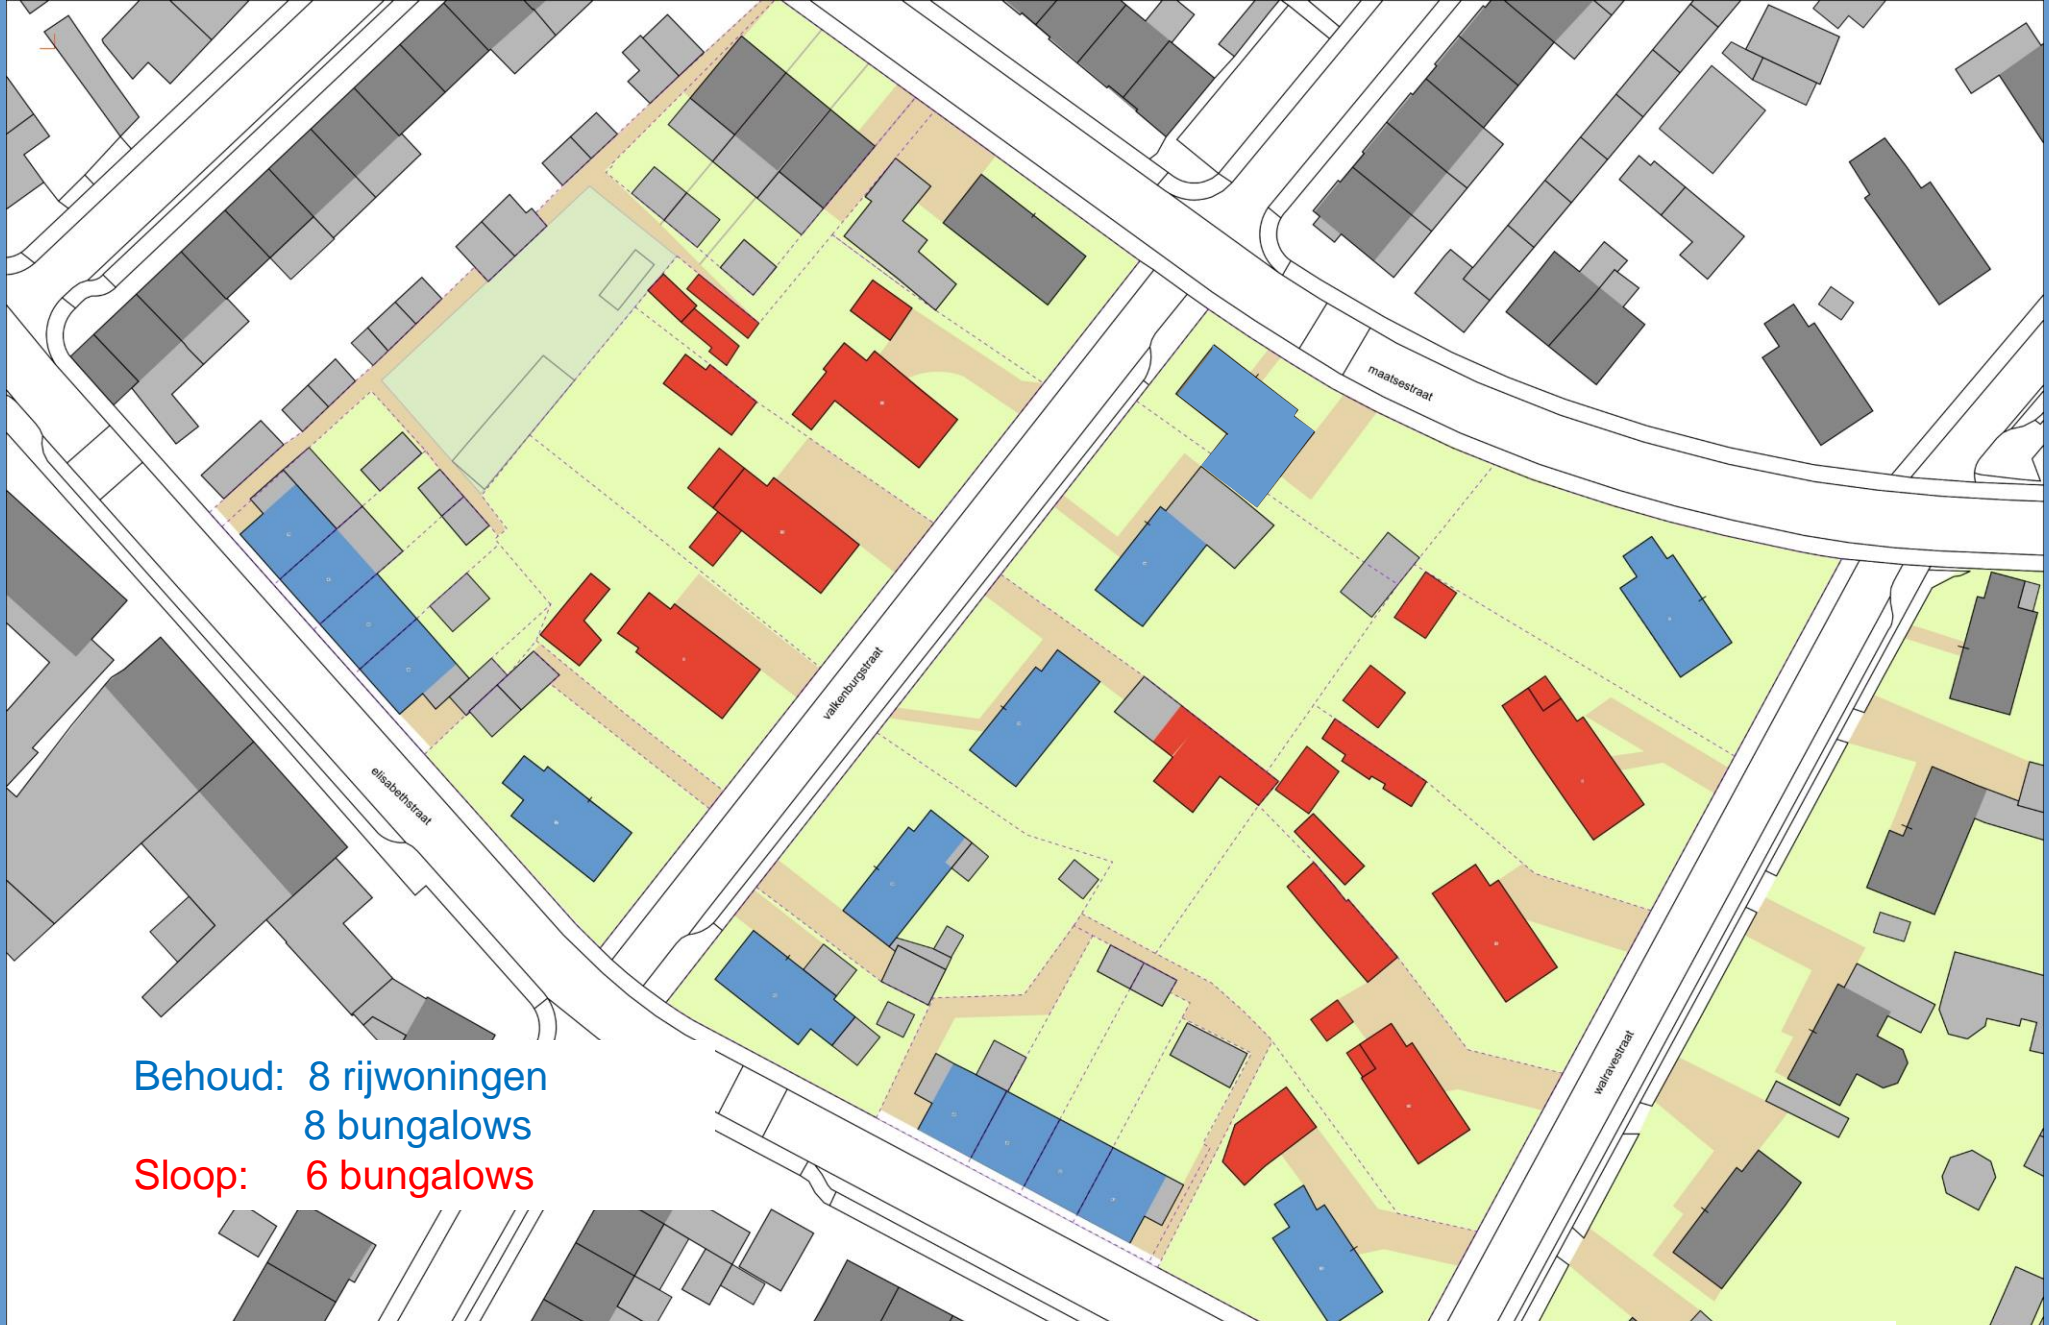 maatsestraat
valkenburgstraat
elisabethstraat
walravestraat
Behoud: 8 rijwoningen
8 bungalows
Sloop: 6 bungalows